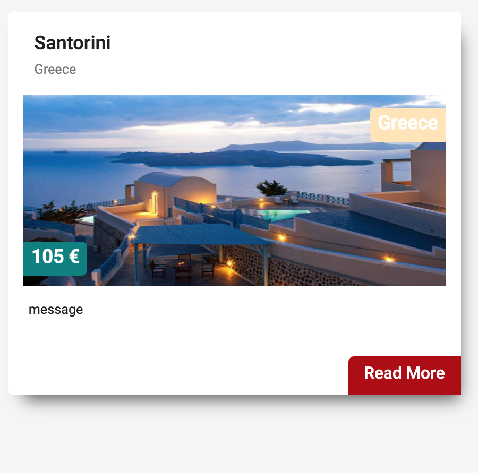 Santorini
Greece
Greece
105 €
message
Read More